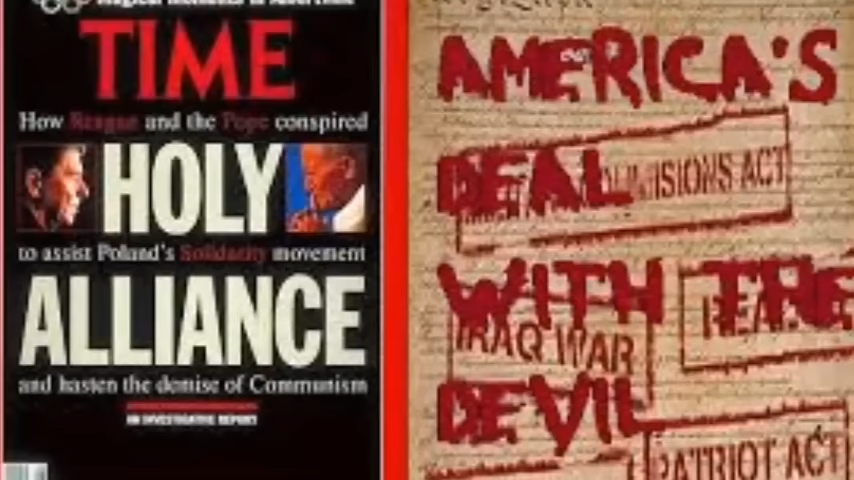 TIME
How Reagan and the Pope conspired
HOLY
to assist Poland's Solidarity movement
ALLIANCE
and hasten the demise of Communism
AN INVESTIGATIVE REPORT
AMERICA'S
DEAL
ACT
WITH THE
IRAQ WAR
DEVIL
PATRIOT ACT